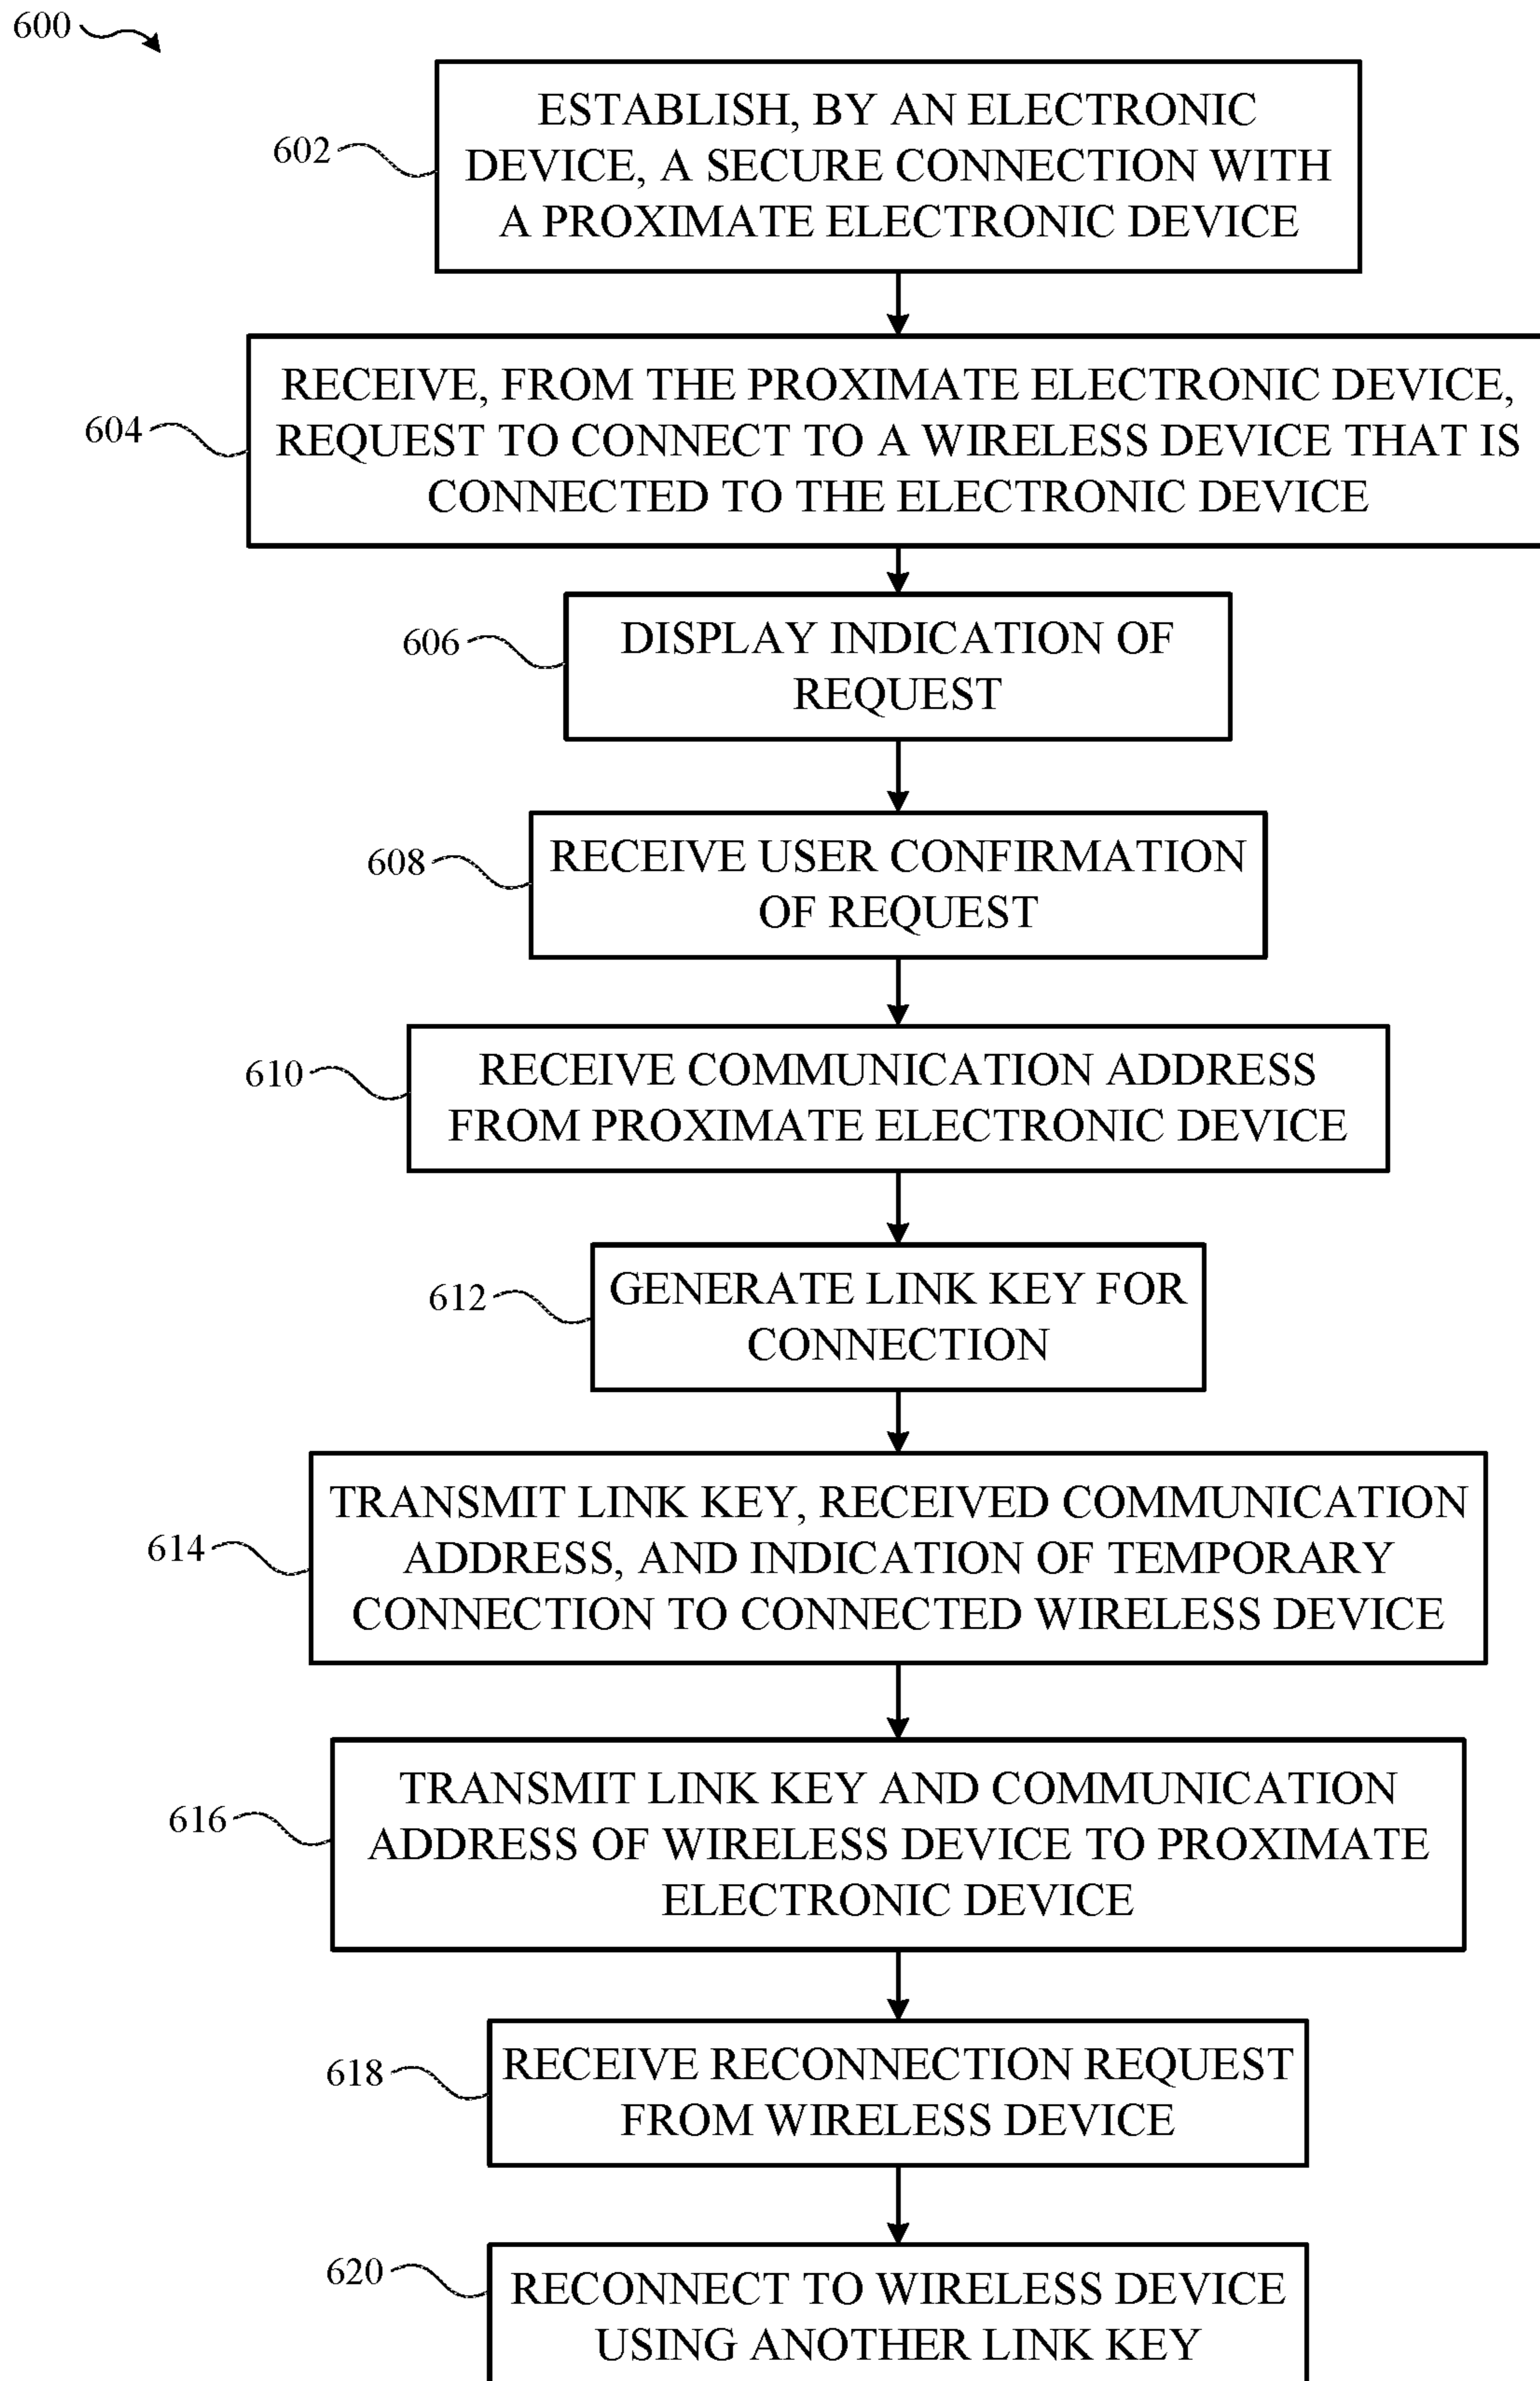 600
602
ESTABLISH, BY AN ELECTRONIC
DEVICE, A SECURE CONNECTION WITH
A PROXIMATE ELECTRONIC DEVICE
604
RECEIVE, FROM THE PROXIMATE ELECTRONIC DEVICE,
REQUEST TO CONNECT TO A WIRELESS DEVICE THAT IS
CONNECTED TO THE ELECTRONIC DEVICE
606
DISPLAY INDICATION OF
REQUEST
608
RECEIVE USER CONFIRMATION
OF REQUEST
610
RECEIVE COMMUNICATION ADDRESS
FROM PROXIMATE ELECTRONIC DEVICE
612
GENERATE LINK KEY FOR
CONNECTION
614
TRANSMIT LINK KEY, RECEIVED COMMUNICATION
ADDRESS, AND INDICATION OF TEMPORARY
CONNECTION TO CONNECTED WIRELESS DEVICE
616
TRANSMIT LINK KEY AND COMMUNICATION
ADDRESS OF WIRELESS DEVICE TO PROXIMATE
ELECTRONIC DEVICE
618
RECEIVE RECONNECTION REQUEST
FROM WIRELESS DEVICE
620
RECONNECT TO WIRELESS DEVICE
USING ANOTHER LINK KEY